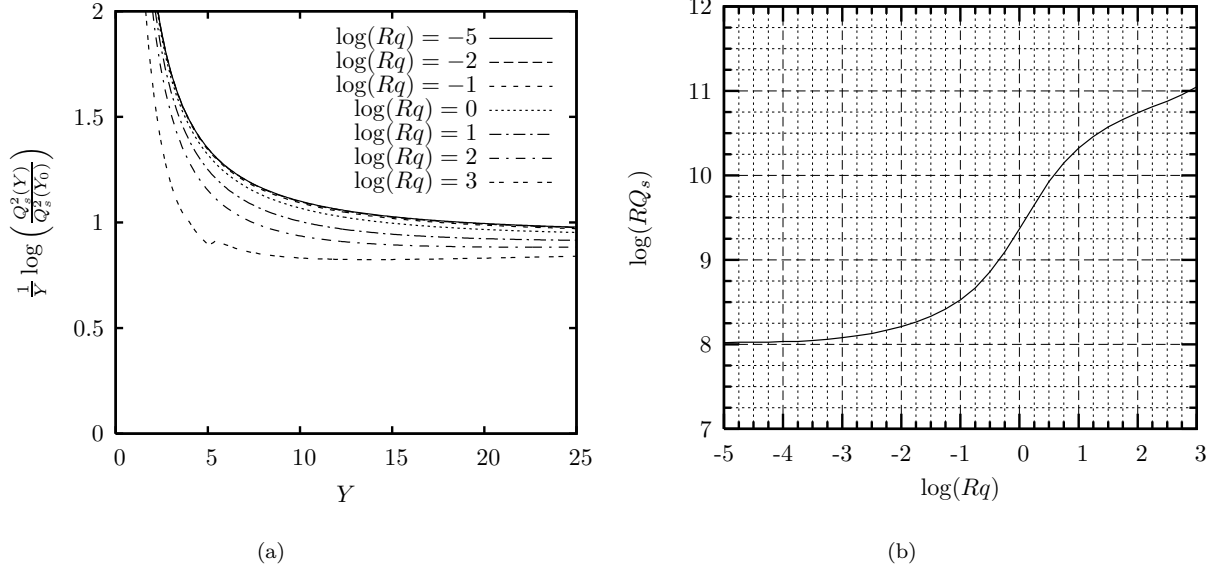 2
1.5
1
0.5
0
0
5
10
15
20
25
Y
1/Y log (Q_s^2(Y)/Q_s^2(Y_0))
log(Rq) = −5
log(Rq) = −2
log(Rq) = −1
log(Rq) = 0
log(Rq) = 1
log(Rq) = 2
log(Rq) = 3
(a)
12
11
10
9
8
7
-5
-4
-3
-2
-1
0
1
2
3
log(Rq)
log(RQ_s)
(b)